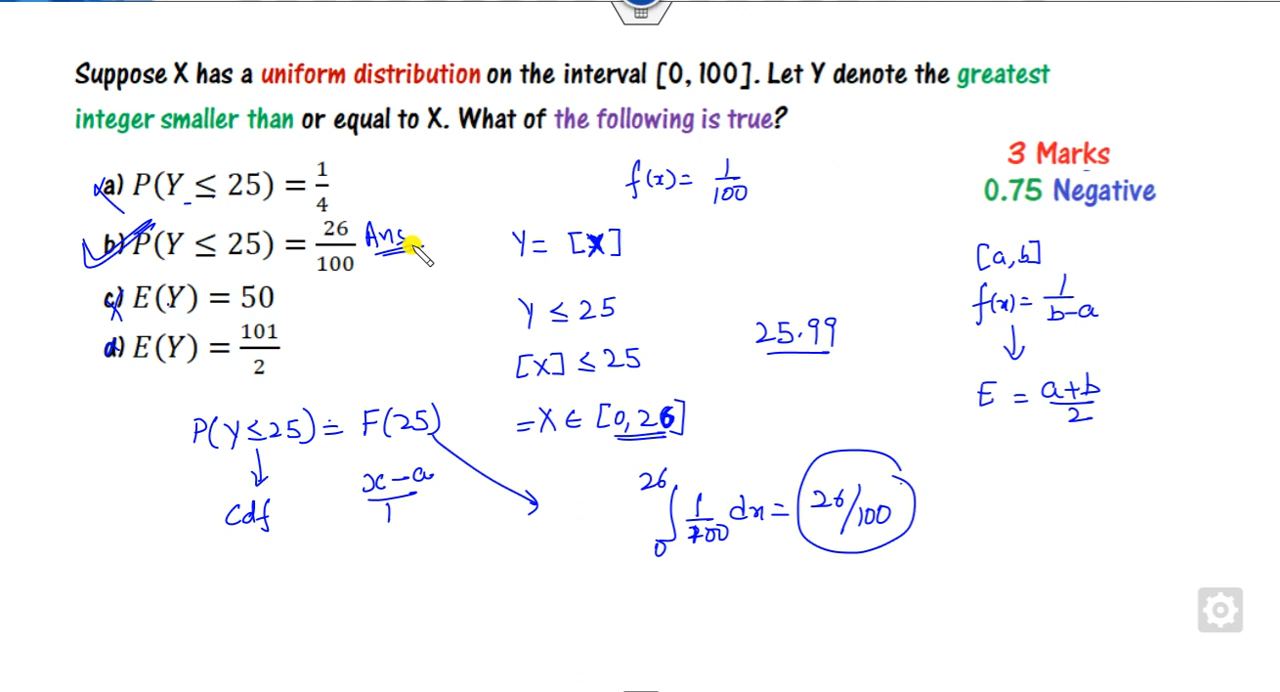 Suppose X has a uniform distribution on the interval [0, 100]. Let Y denote the greatest
integer smaller than or equal to X. What of the following is true?
3 Marks
0.75 Negative
a) P(Y ≤ 25) = 1/4
b) P(Y ≤ 25) = 26/100 Ans
c) E(Y) = 50
d) E(Y) = 101/2
f(x) = 1/100
Y = [X]
Y ≤ 25
[X] ≤ 25
25.99
= X ∈ [0, 26]
[a, b]
f(x) = 1/b-a
E = a+b/2
P(Y ≤ 25) = F(25)
Cdf
x-a/1
26 ∫ 0 1/100 dx = 26/100